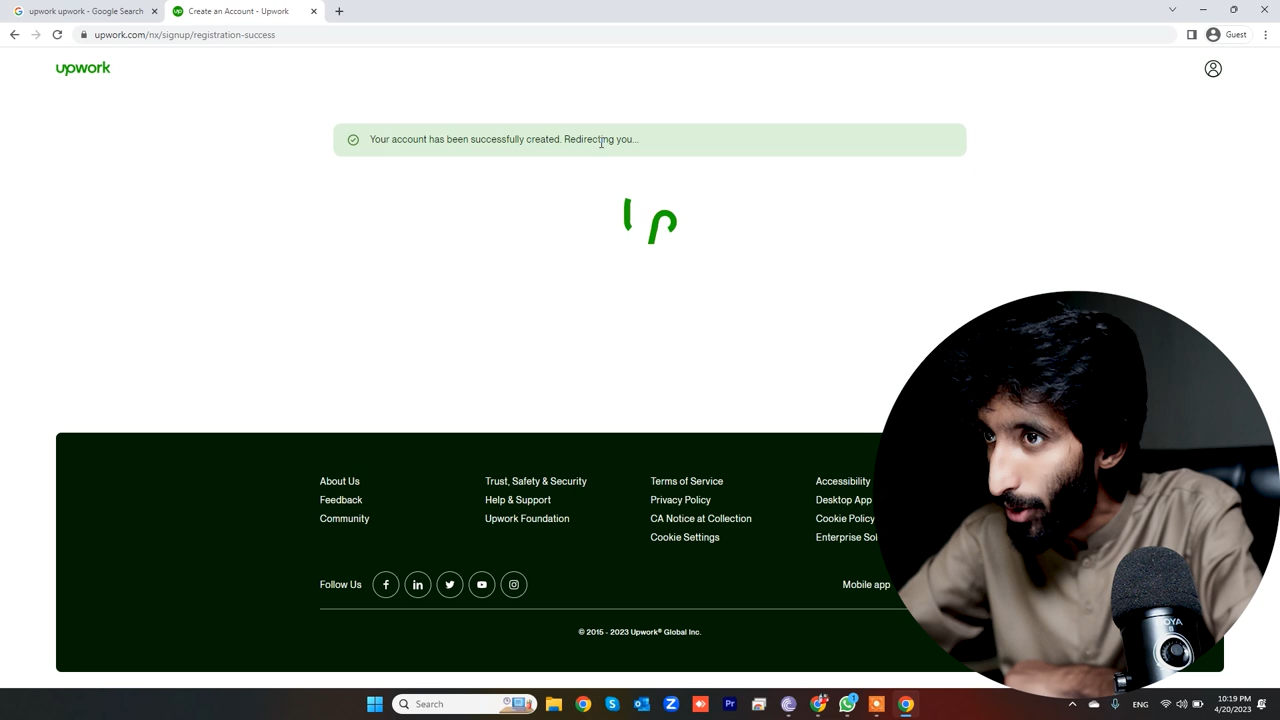 upwork upwork - Google Search
up
Create an Account - Upwork
upwork.com/nx/signup/registration-success
Guest
upwork
Your account has been successfully created. Redirecting you...
About Us
Trust, Safety & Security
Terms of Service
Accessibility
Feedback
Help & Support
Privacy Policy
Desktop App
Community
Upwork Foundation
CA Notice at Collection
Cookie Policy
Cookie Settings
Enterprise Sol
Follow Us
Mobile app
© 2015 - 2023 Upwork® Global Inc.
Search
ENG
10:19 PM
4/20/2023